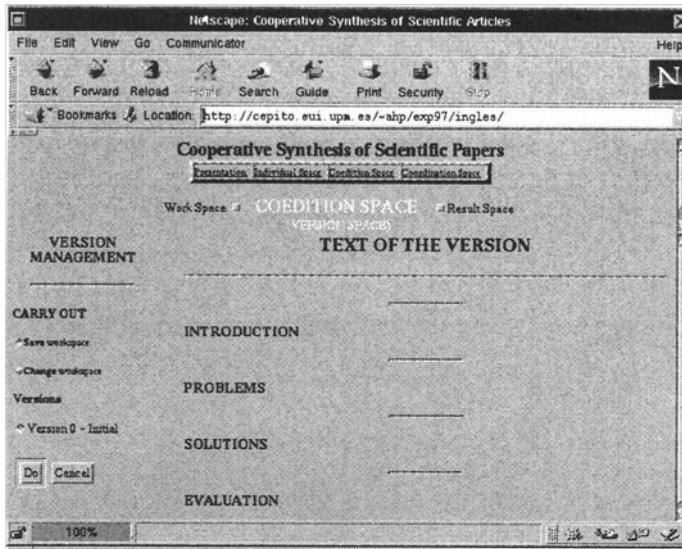 Netscape: Cooperative Synthesis of Scientific Articles
File Edit View Go Communicator Help
Back Forward Reload Home Search Guide Print Security Stop
N
Bookmarks Location: http://cepito.eui.upm.es/~ahp/exp97/ingles/
Cooperative Synthesis of Scientific Papers
Presentation Individual Space Coedition Space Coordination Space
Work Space COEDITION SPACE Result Space
VERSION SPACE)
VERSION
MANAGEMENT
TEXT OF THE VERSION
CARRY OUT
Save workspace
Change workspace
Versions
Version 0 - Initial
Do Cancel
INTRODUCTION
PROBLEMS
SOLUTIONS
EVALUATION
100%